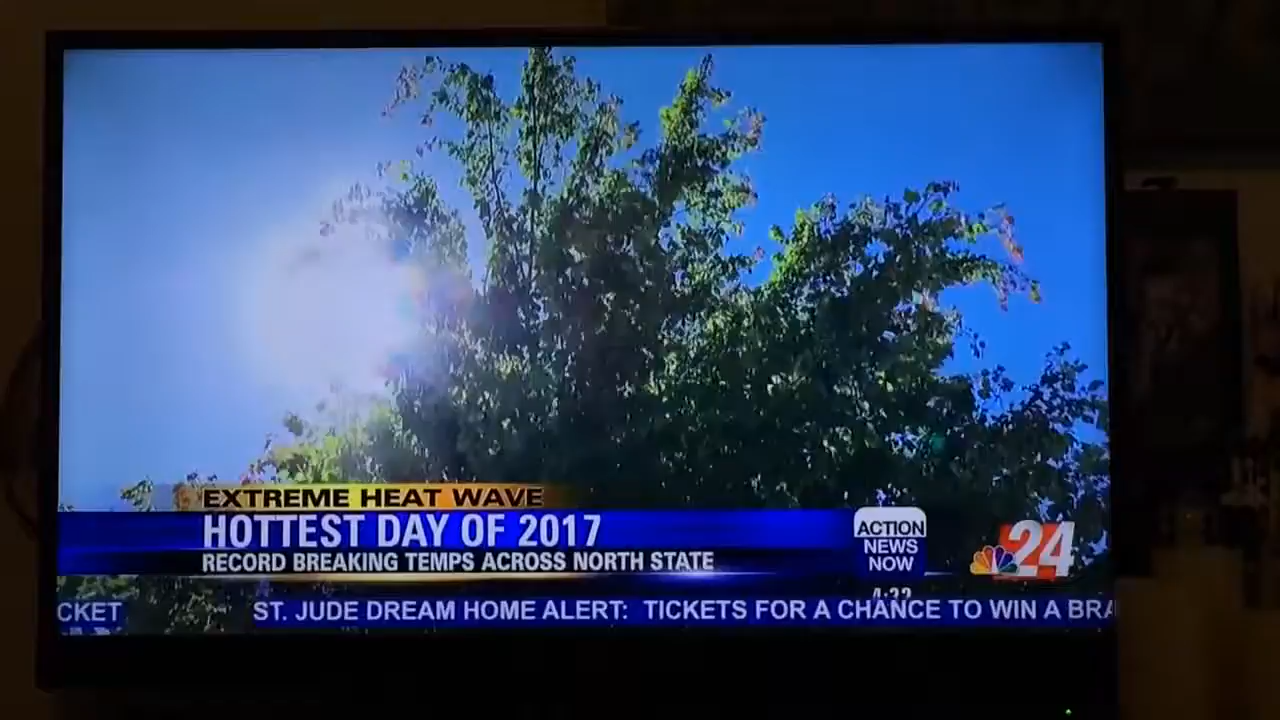 EXTREME HEAT WAVE
HOTTEST DAY OF 2017
RECORD BREAKING TEMPS ACROSS NORTH STATE
ACTION
NEWS
NOW
24
CKET ST. JUDE DREAM HOME ALERT: TICKETS FOR A CHANCE TO WIN A BRA